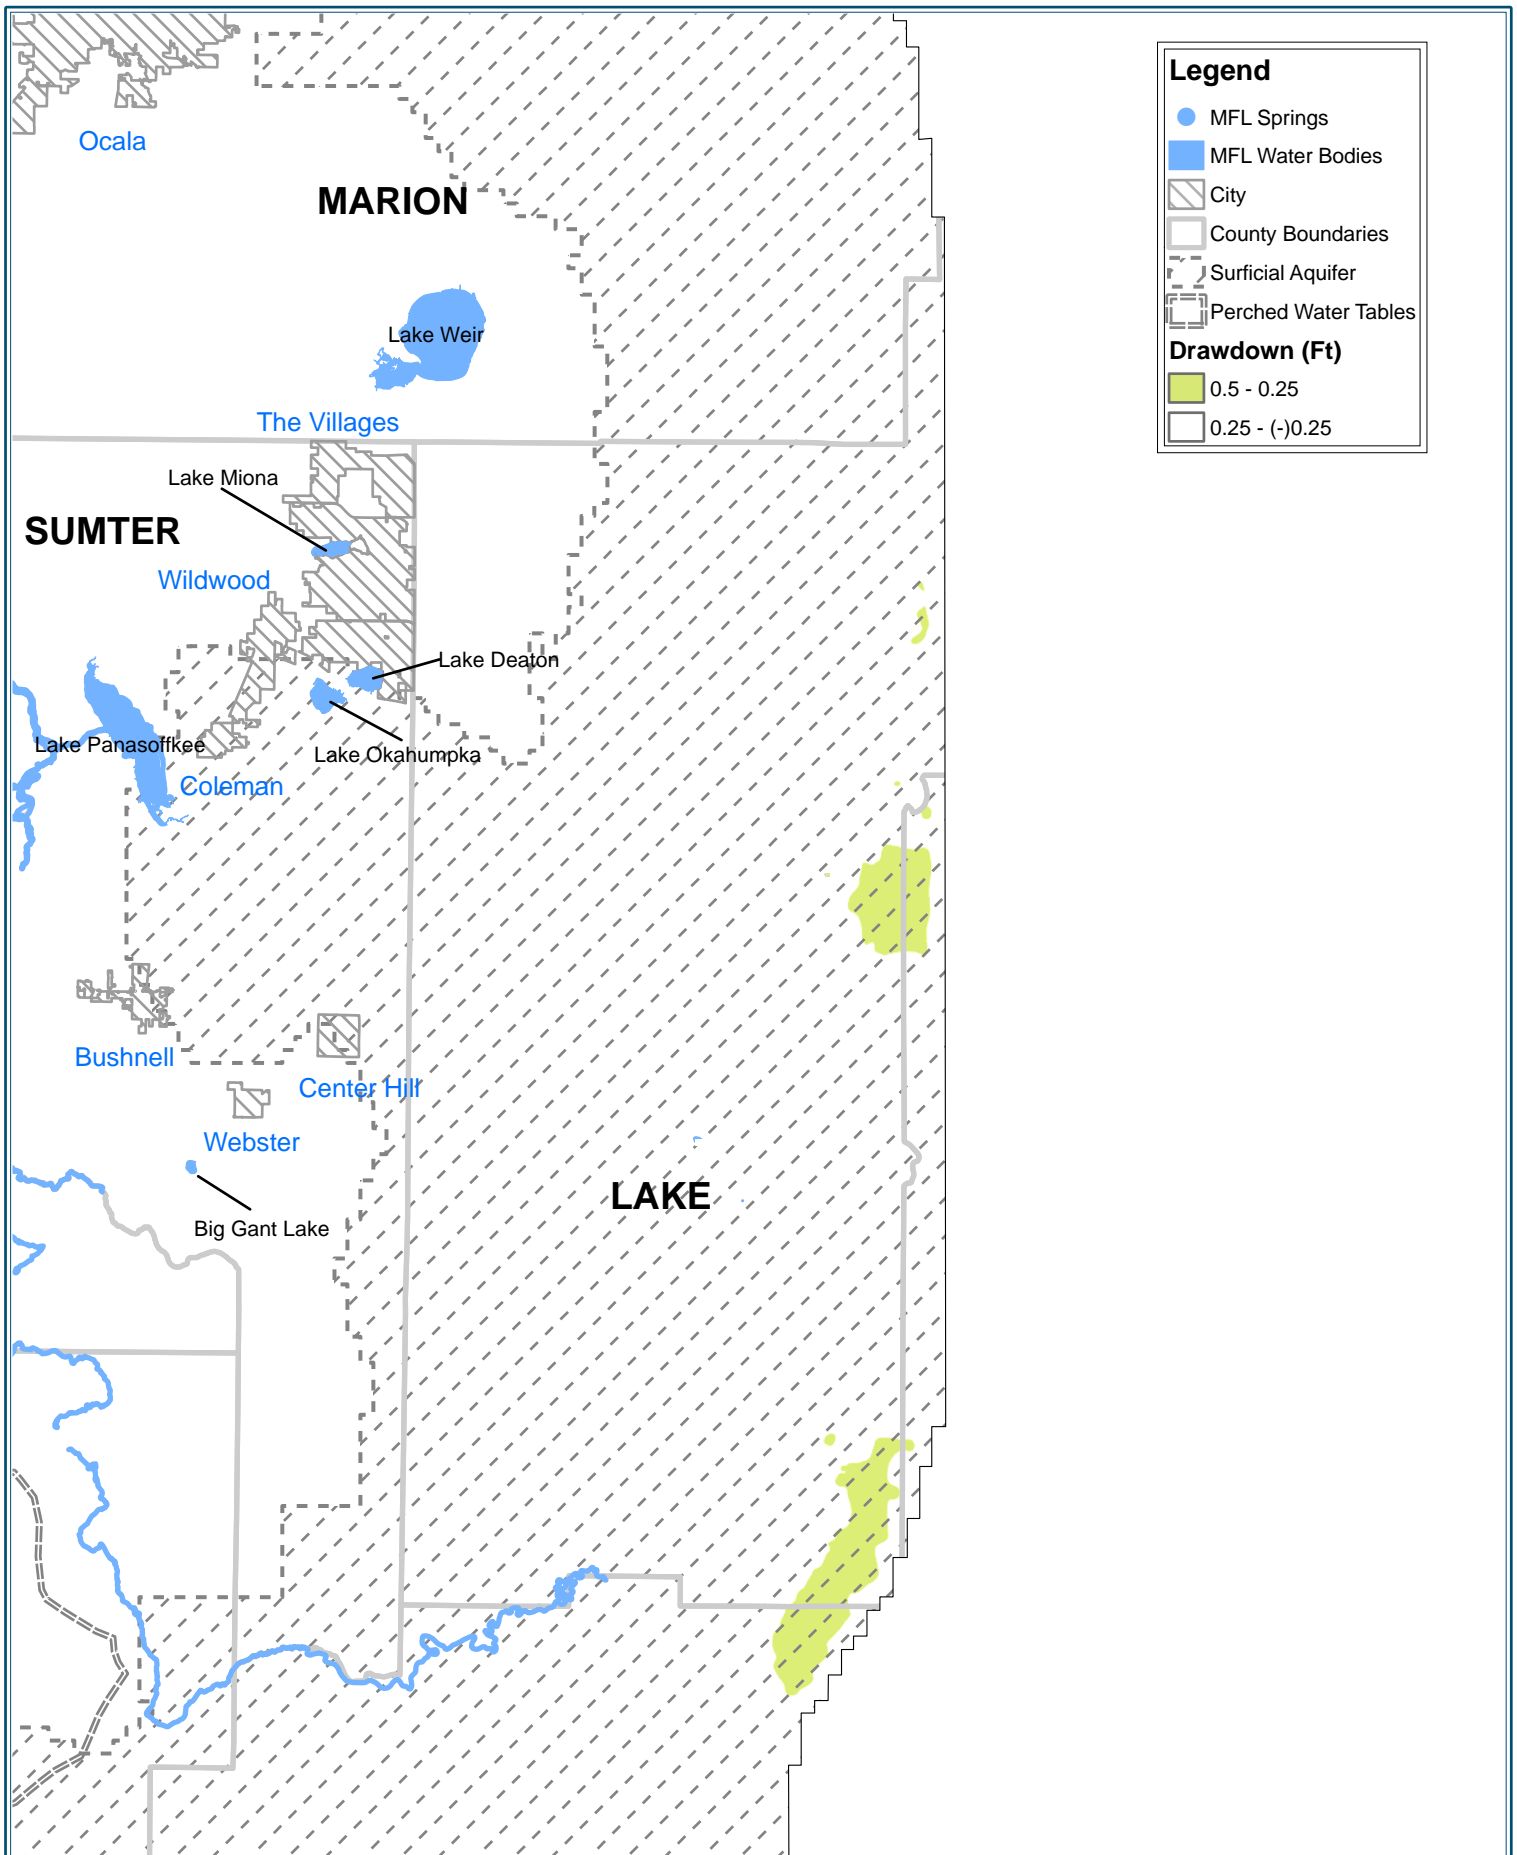 Legend
MFL Springs
MFL Water Bodies
City
County Boundaries
Surficial Aquifer
Perched Water Tables
Drawdown (Ft)
0.5 - 0.25
0.25 - (-)0.25
Ocala
MARION
Lake Weir
The Villages
Lake Miona
SUMTER
Wildwood
Lake Deaton
Lake Panasoffkee
Lake Okahumpka
Coleman
Bushnell
Center Hill
Webster
LAKE
Big Gant Lake